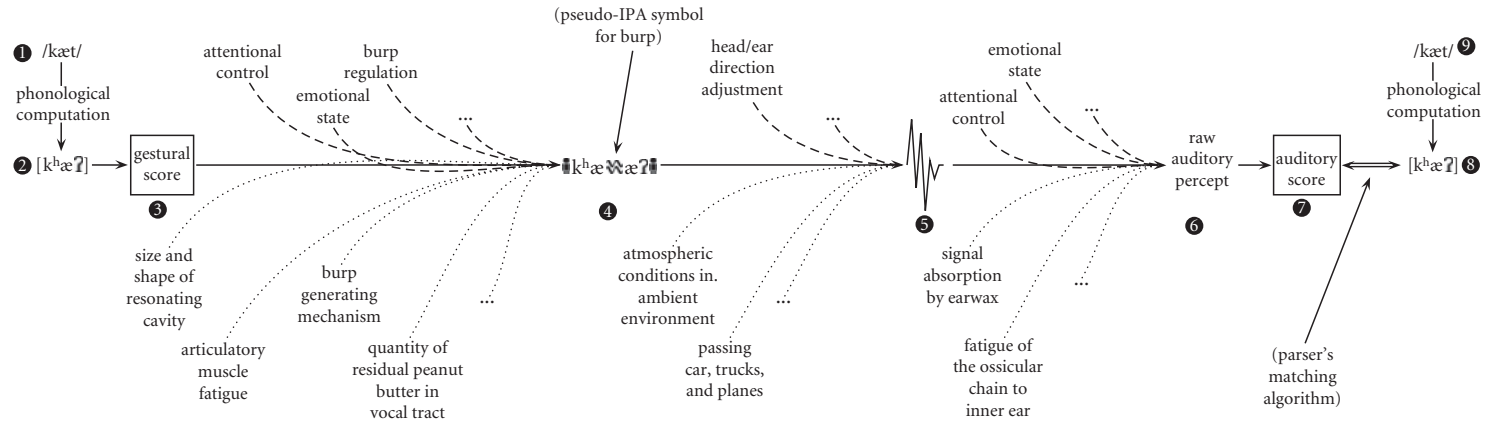 (pseudo-IPA symbol
for burp)
❶ /kæt/
phonological
computation
❷ [kʰæʔ]
gestural
score
❸
attentional
control
emotional
state
burp
regulation
...
size and
shape of
resonating
cavity
articulatory
muscle
fatigue
burp
generating
mechanism
quantity of
residual peanut
butter in
vocal tract
...
❹
head/ear
direction
adjustment
...
atmospheric
conditions in.
ambient
environment
passing
car, trucks,
and planes
...
❺
emotional
state
attentional
control
...
signal
absorption
by earwax
fatigue of
the ossicular
chain to
inner ear
...
raw
auditory
percept
❻
auditory
score
❼
(parser's
matching
algorithm)
/kæt/ ❾
phonological
computation
[kʰæʔ] ❽